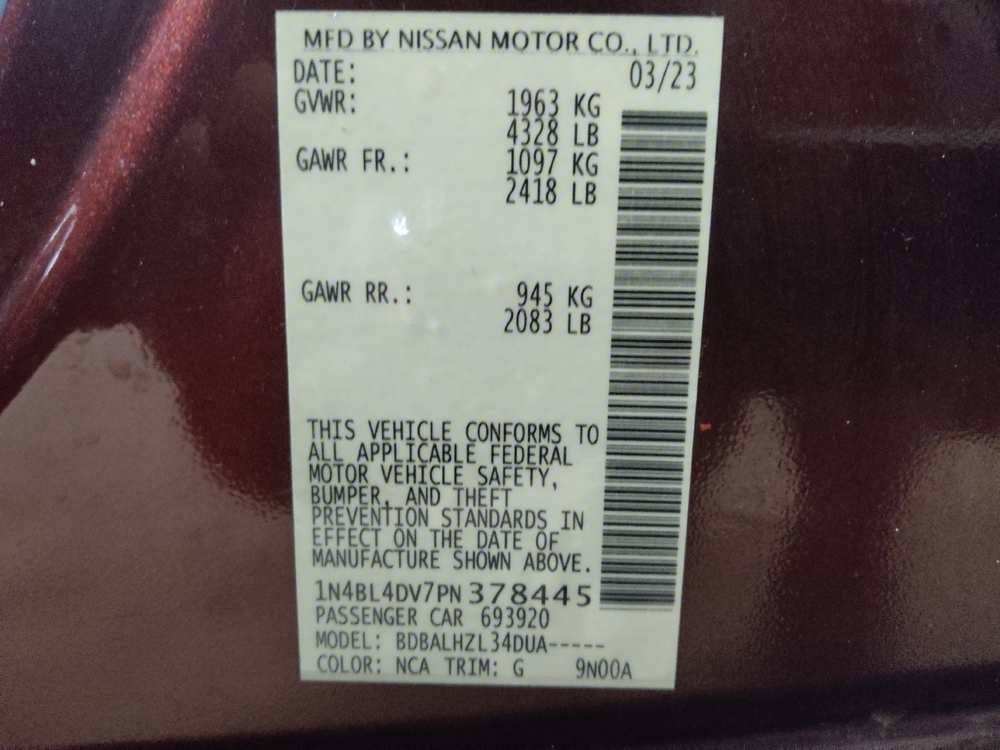 MFD BY NISSAN MOTOR CO., LTD.
DATE: 03/23
GVWR: 1963 KG
4328 LB
GAWR FR.: 1097 KG
2418 LB
GAWR RR.: 945 KG
2083 LB
THIS VEHICLE CONFORMS TO
ALL APPLICABLE FEDERAL
MOTOR VEHICLE SAFETY,
BUMPER, AND THEFT
PREVENTION STANDARDS IN
EFFECT ON THE DATE OF
MANUFACTURE SHOWN ABOVE.
1N4BL4DV7PN378445
PASSENGER CAR 693920
MODEL: BDBALHZL34DUA-----
COLOR: NCA TRIM: G 9N00A